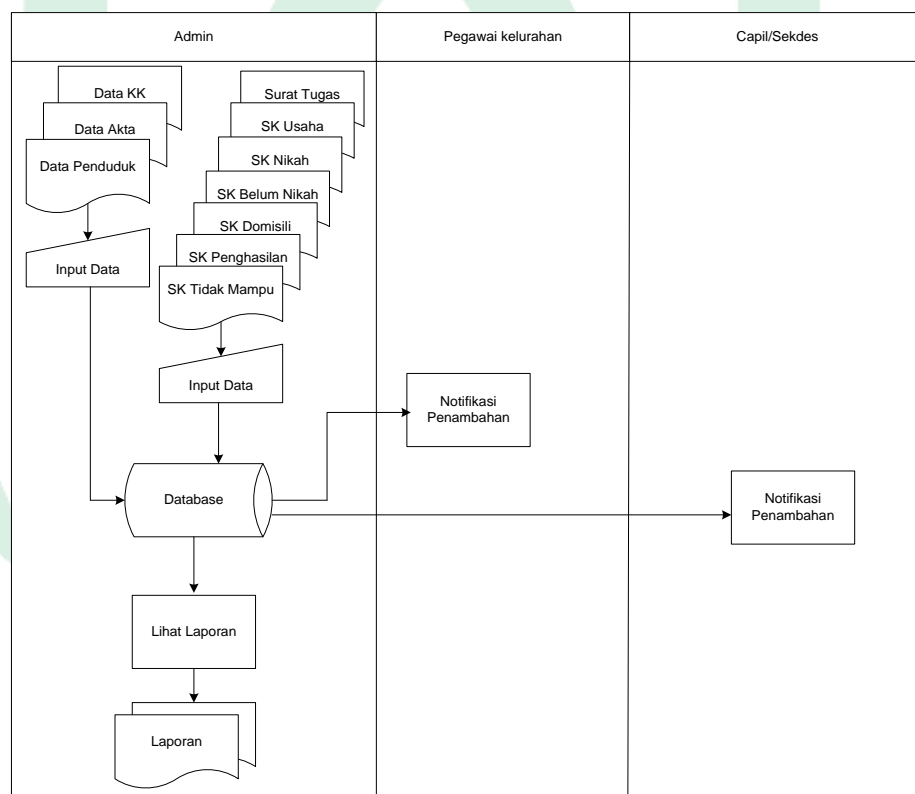 Admin
Pegawai kelurahan
Capil/Sekdes
Data KK
Data Akta
Data Penduduk
Input Data
Surat Tugas
SK Usaha
SK Nikah
SK Belum Nikah
SK Domisili
SK Penghasilan
SK Tidak Mampu
Input Data
Notifikasi
Penambahan
Database
Notifikasi
Penambahan
Lihat Laporan
Laporan